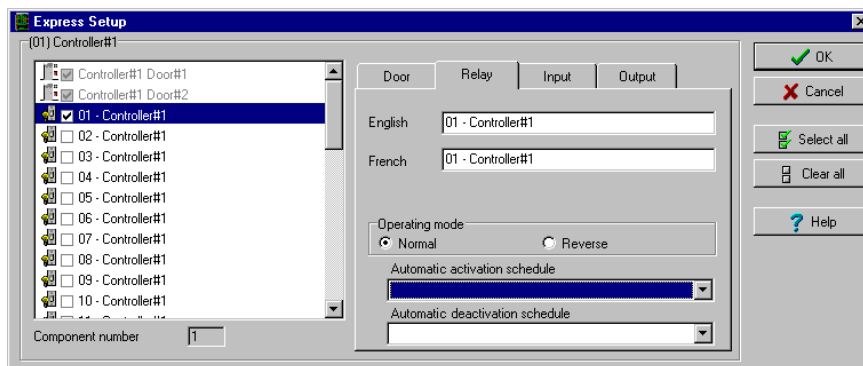 Express Setup
(01) Controller#1
Controller#1 Door#1
Controller#1 Door#2
01 - Controller#1
02 - Controller#1
03 - Controller#1
04 - Controller#1
05 - Controller#1
06 - Controller#1
07 - Controller#1
08 - Controller#1
09 - Controller#1
10 - Controller#1
Component number 1
Door Relay Input Output
English 01 - Controller#1
French 01 - Controller#1
Operating mode
Normal Reverse
Automatic activation schedule
Automatic deactivation schedule
OK
Cancel
Select all
Clear all
Help